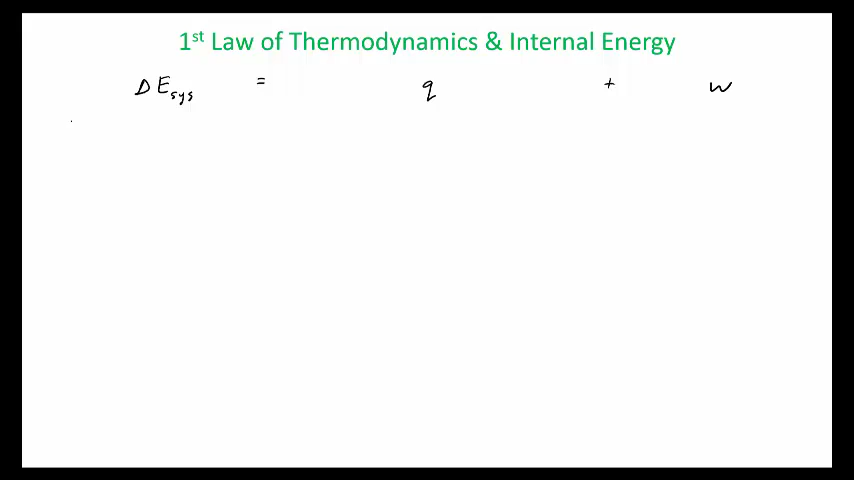 1st Law of Thermodynamics & Internal Energy
ΔEsys = q + w